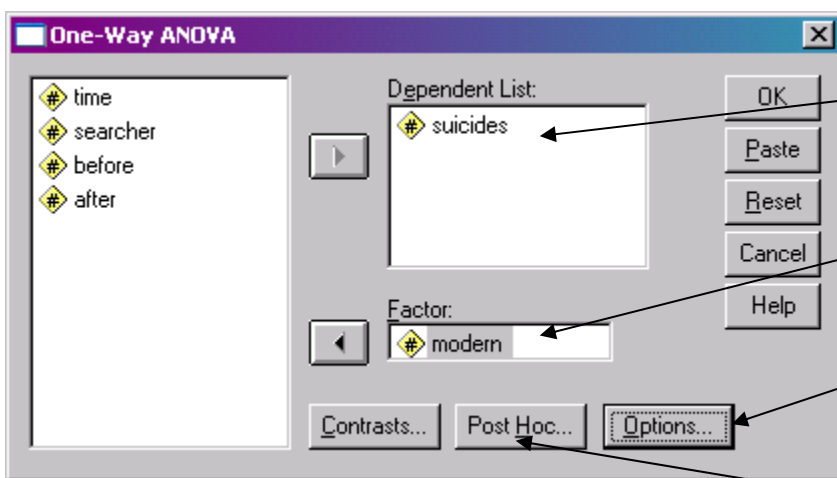 One-Way ANOVA
time
searcher
before
after
Dependent List:
suicides
Factor:
modern
Contrasts...
Post Hoc...
Options...
OK
Paste
Reset
Cancel
Help